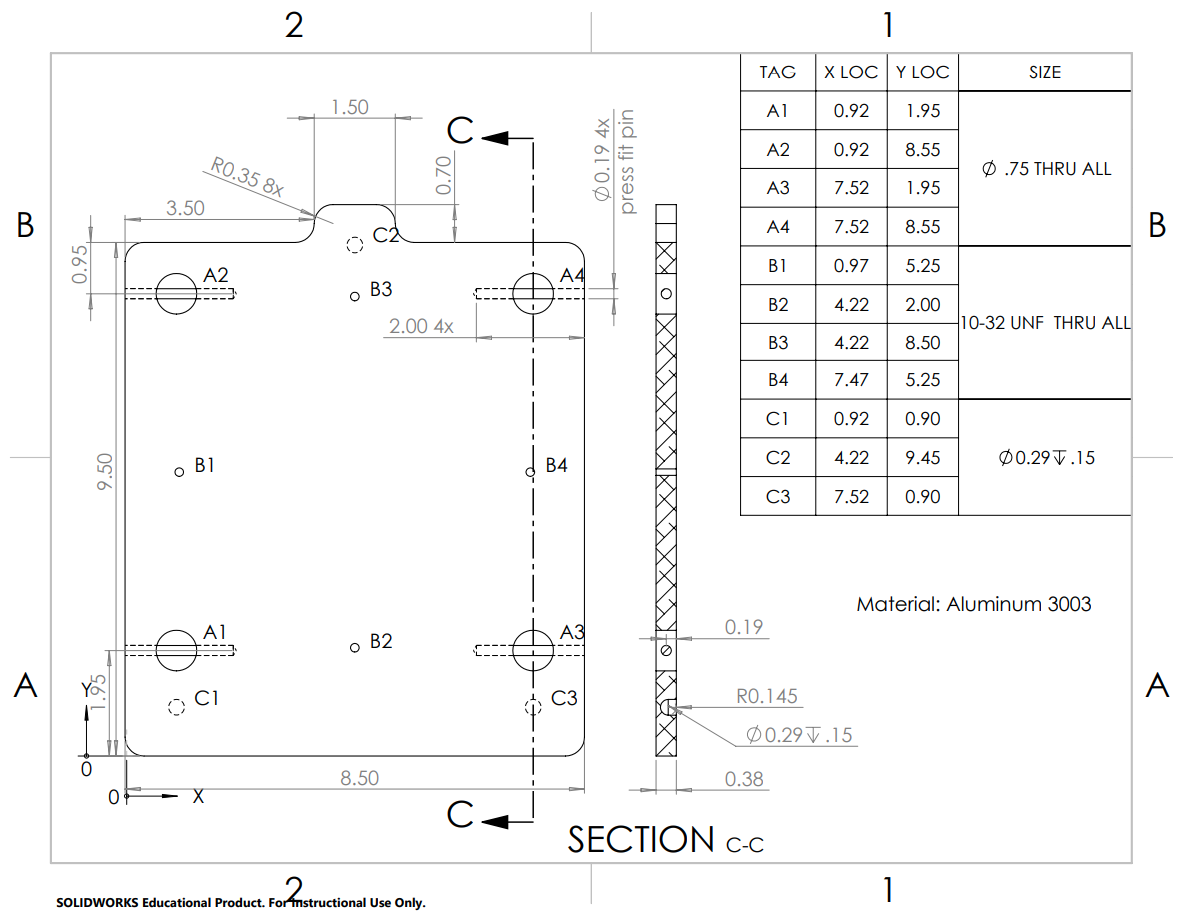 2 1
TAG X LOC Y LOC SIZE
A1 0.92 1.95
A2 0.92 8.55
⌀ .75 THRU ALL
A3 7.52 1.95
A4 7.52 8.55
B1 0.97 5.25
B2 4.22 2.00
10-32 UNF THRU ALL
B3 4.22 8.50
B4 7.47 5.25
C1 0.92 0.90
C2 4.22 9.45
⌀0.29↧.15
C3 7.52 0.90
1.50
C
R0.35 8x
0.70
⌀0.19 4x
press fit pin
B
3.50
B
C2
0.95
A2
A4
B3
2.00 4x
9.50
B1
B4
Material: Aluminum 3003
A1
B2
A3
0.19
A
Y
1.95
C1
C3
A
R0.145
⌀0.29↧.15
0
0
X
8.50
0.38
C
SECTION C-C
2 1
SOLIDWORKS Educational Product. For Instructional Use Only.